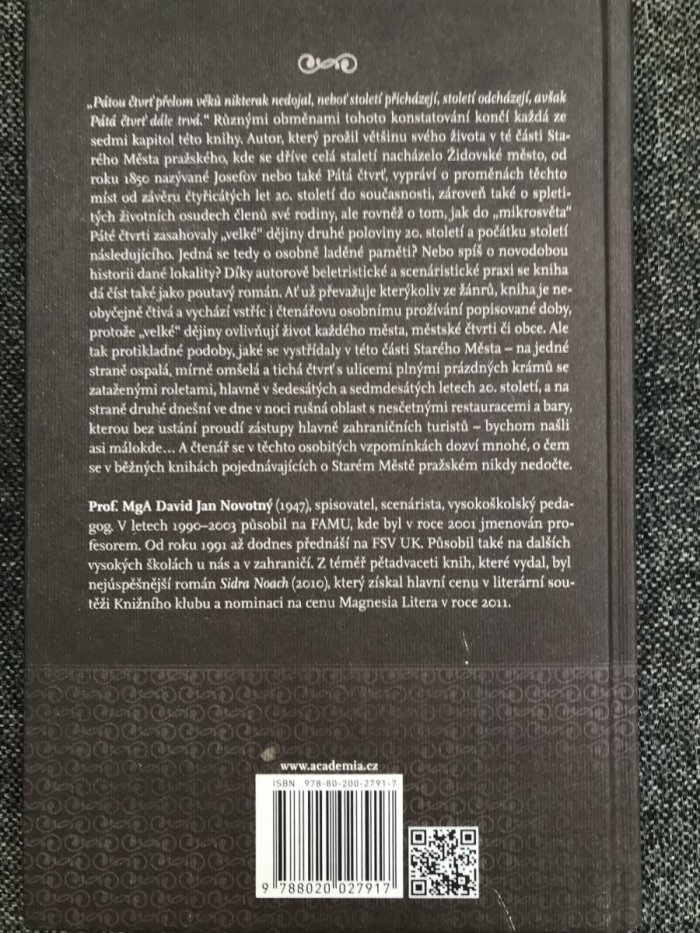 „Pátou čtvrť přelom věků nikterak nedojal, neboť století přicházejí, století odcházejí, avšak
Pátá čtvrť dále trvá.“ Různými obměnami tohoto konstatování končí každá ze
sedmi kapitol této knihy. Autor, který prožil většinu svého života v té části Sta-
rého Města pražského, kde se dříve celá staletí nacházelo Židovské město, od
roku 1850 nazývané Josefov nebo také Pátá čtvrť, vypráví o proměnách těchto
míst od závěru čtyřicátých let 20. století do současnosti, zároveň také o spleti-
tých životních osudech členů své rodiny, ale rovněž o tom, jak do „mikrosvěta“
Páté čtvrti zasahovaly „velké“ dějiny druhé poloviny 20. století a počátku století
následujícího. Jedná se tedy o osobně laděné paměti? Nebo spíš o novodobou
historii dané lokality? Díky autorově beletristické a scenáristické praxi se kniha
dá číst také jako poutavý román. Ať už převažuje kterýkoliv ze žánrů, kniha je ne-
obyčejně čtivá a vychází vstříc i čtenářovu osobnímu prožívání popisované doby,
protože „velké“ dějiny ovlivňují život každého města, městské čtvrti či obce. Ale
tak protikladné podoby, jaké se vystřídaly v této části Starého Města – na jedné
straně ospalá, mírně omšelá a tichá čtvrť s ulicemi plnými prázdných krámů se
zataženými roletami, hlavně v šedesátých a sedmdesátých letech 20. století, a na
straně druhé dnešní ve dne v noci rušná oblast s nesčetnými restauracemi a bary,
kterou bez ustání proudí zástupy hlavně zahraničních turistů – bychom našli
asi málokde... A čtenář se v těchto osobitých vzpomínkách dozví mnohé, o čem
se v běžných knihách pojednávajících o Starém Městě pražském nikdy nedočte.
Prof. MgA David Jan Novotný (1947), spisovatel, scenárista, vysokoškolský peda-
gog. V letech 1990–2003 působil na FAMU, kde byl v roce 2001 jmenován pro-
fesorem. Od roku 1991 až dodnes přednáší na FSV UK. Působil také na dalších
vysokých školách u nás a v zahraničí. Z téměř pětadvaceti knih, které vydal, byl
nejúspěšnější román Sidra Noach (2010), který získal hlavní cenu v literární sou-
těži Knižního klubu a nominaci na cenu Magnesia Litera v roce 2011.
www.academia.cz
ISBN 978-80-200-2791-7
9 788020 027917